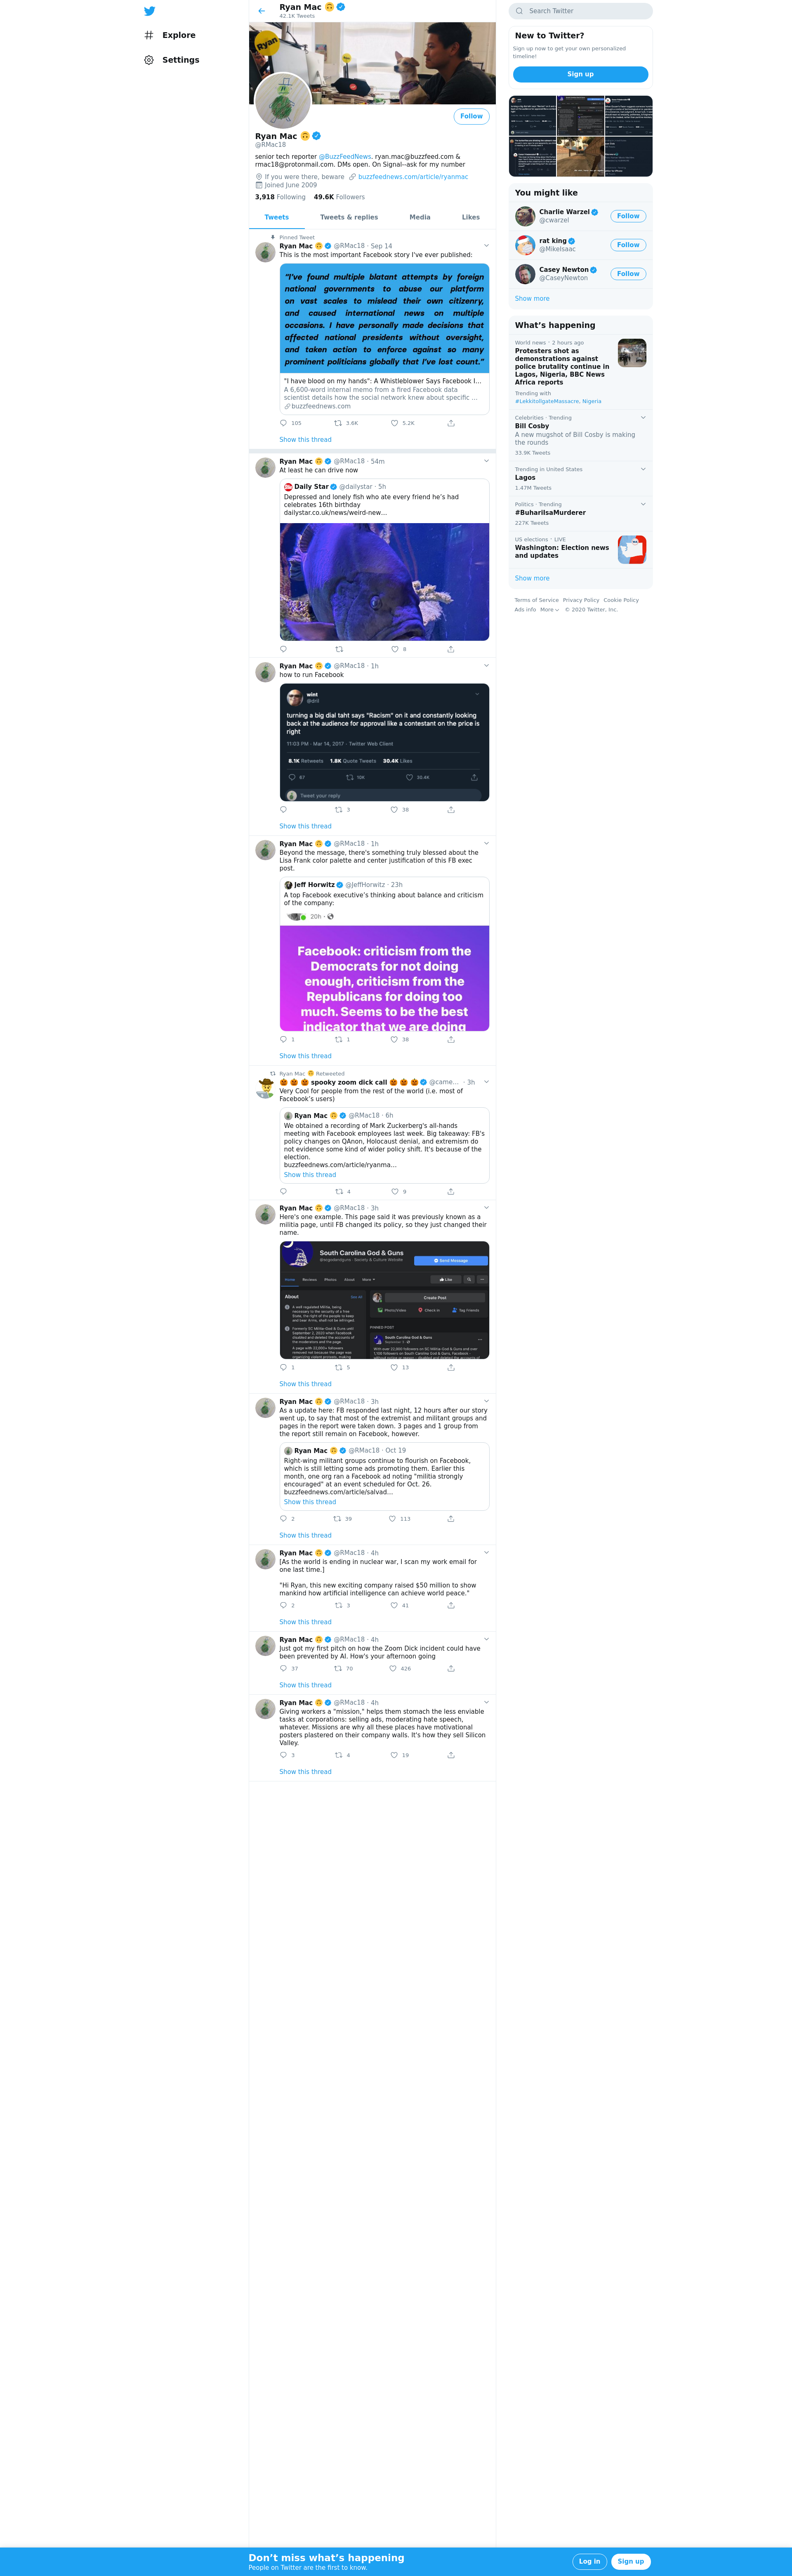 Explore
Settings
Ryan Mac
42.1K Tweets
Ryan
Follow
Ryan Mac
@RMac18
senior tech reporter @BuzzFeedNews. ryan.mac@buzzfeed.com &
rmac18@protonmail.com. DMs open. On Signal--ask for my number
If you were there, beware buzzfeednews.com/article/ryanmac
Joined June 2009
3,918 Following 49.6K Followers
Tweets Tweets & replies Media Likes
Pinned Tweet
Ryan Mac @RMac18 · Sep 14
This is the most important Facebook story I've ever published:
"I've found multiple blatant attempts by foreign
national governments to abuse our platform
on vast scales to mislead their own citizenry,
and caused international news on multiple
occasions. I have personally made decisions that
affected national presidents without oversight,
and taken action to enforce against so many
prominent politicians globally that I've lost count."
"I have blood on my hands": A Whistleblower Says Facebook I...
A 6,600-word internal memo from a fired Facebook data
scientist details how the social network knew about specific ...
buzzfeednews.com
105 3.6K 5.2K
Show this thread
Ryan Mac @RMac18 · 54m
At least he can drive now
Daily Star @dailystar · 5h
Depressed and lonely fish who ate every friend he's had
celebrates 16th birthday
dailystar.co.uk/news/weird-new...
8
Ryan Mac @RMac18 · 1h
how to run Facebook
wint
@dril
turning a big dial taht says "Racism" on it and constantly looking
back at the audience for approval like a contestant on the price is
right
11:03 PM · Mar 14, 2017 · Twitter Web Client
8.1K Retweets 1.8K Quote Tweets 30.4K Likes
67 10K 30.4K
Tweet your reply
3 38
Show this thread
Ryan Mac @RMac18 · 1h
Beyond the message, there's something truly blessed about the
Lisa Frank color palette and center justification of this FB exec
post.
Jeff Horwitz @JeffHorwitz · 23h
A top Facebook executive's thinking about balance and criticism
of the company:
20h ·
Facebook: criticism from the
Democrats for not doing
enough, criticism from the
Republicans for doing too
much. Seems to be the best
indicator that we are doing
1 1 38
Show this thread
Ryan Mac Retweeted
spooky zoom dick call @came... · 3h
Very Cool for people from the rest of the world (i.e. most of
Facebook's users)
Ryan Mac @RMac18 · 6h
We obtained a recording of Mark Zuckerberg's all-hands
meeting with Facebook employees last week. Big takeaway: FB's
policy changes on QAnon, Holocaust denial, and extremism do
not evidence some kind of wider policy shift. It's because of the
election.
buzzfeednews.com/article/ryanma...
Show this thread
4 9
Ryan Mac @RMac18 · 3h
Here's one example. This page said it was previously known as a
militia page, until FB changed its policy, so they just changed their
name.
South Carolina God & Guns
Send Message
Home Reviews Photos About More
Like
About
See All
Create Post
Photo/Video Check in Tag Friends
PINNED POST
South Carolina God & Guns
1 5 13
Show this thread
Ryan Mac @RMac18 · 3h
As a update here: FB responded last night, 12 hours after our story
went up, to say that most of the extremist and militant groups and
pages in the report were taken down. 3 pages and 1 group from
the report still remain on Facebook, however.
Ryan Mac @RMac18 · Oct 19
Right-wing militant groups continue to flourish on Facebook,
which is still letting some ads promoting them. Earlier this
month, one org ran a Facebook ad noting "militia strongly
encouraged" at an event scheduled for Oct. 26.
buzzfeednews.com/article/salvad...
Show this thread
2 39 113
Show this thread
Ryan Mac @RMac18 · 4h
[As the world is ending in nuclear war, I scan my work email for
one last time.]
"Hi Ryan, this new exciting company raised $50 million to show
mankind how artificial intelligence can achieve world peace."
2 3 41
Show this thread
Ryan Mac @RMac18 · 4h
Just got my first pitch on how the Zoom Dick incident could have
been prevented by AI. How's your afternoon going
37 70 426
Show this thread
Ryan Mac @RMac18 · 4h
Giving workers a "mission," helps them stomach the less enviable
tasks at corporations: selling ads, moderating hate speech,
whatever. Missions are why all these places have motivational
posters plastered on their company walls. It's how they sell Silicon
Valley.
3 4 19
Show this thread
Search Twitter
New to Twitter?
Sign up now to get your own personalized
timeline!
Sign up
You might like
Charlie Warzel
@cwarzel
Follow
rat king
@MikeIsaac
Follow
Casey Newton
@CaseyNewton
Follow
Show more
What's happening
World news · 2 hours ago
Protesters shot as
demonstrations against
police brutality continue in
Lagos, Nigeria, BBC News
Africa reports
Trending with
#LekkitollgateMassacre, Nigeria
Celebrities · Trending
Bill Cosby
A new mugshot of Bill Cosby is making
the rounds
33.9K Tweets
Trending in United States
Lagos
1.47M Tweets
Politics · Trending
#BuhariIsaMurderer
227K Tweets
US elections · LIVE
Washington: Election news
and updates
Show more
Terms of Service Privacy Policy Cookie Policy
Ads info More © 2020 Twitter, Inc.
Don't miss what's happening
People on Twitter are the first to know.
Log in
Sign up